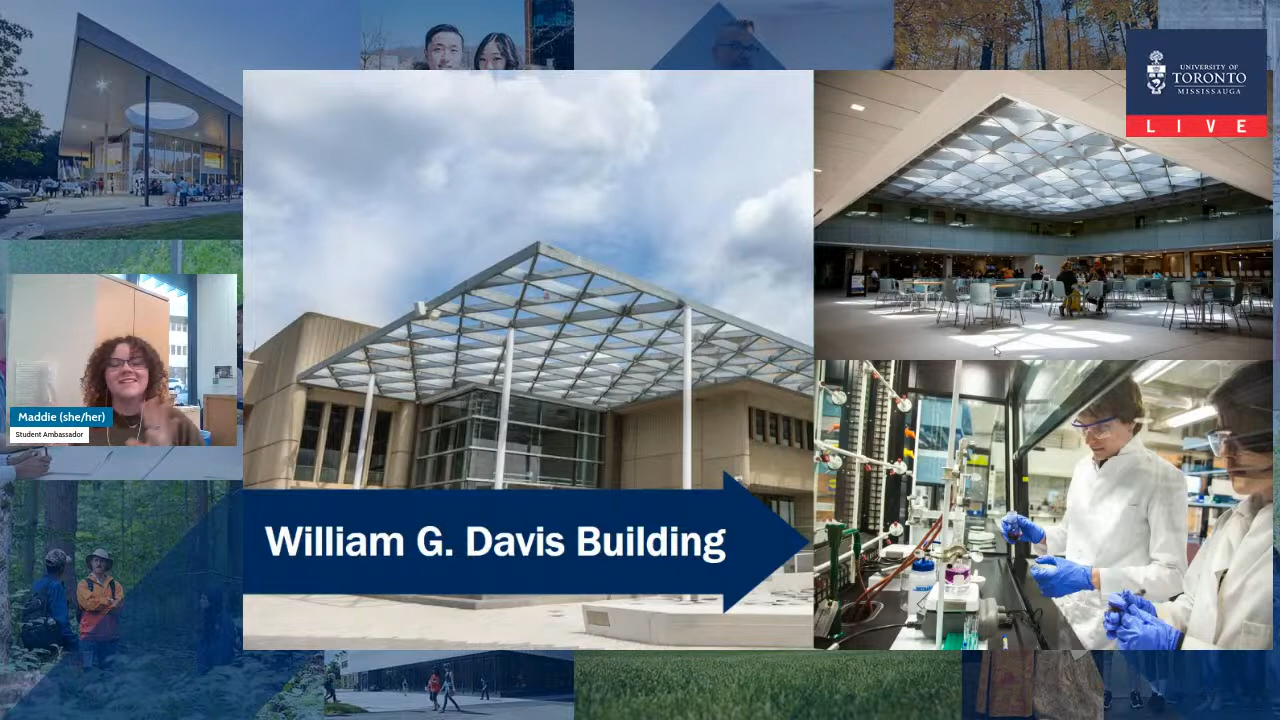 UNIVERSITY OF
TORONTO
MISSISSAUGA
LIVE
Maddie (she/her)
Student Ambassador
William G. Davis Building